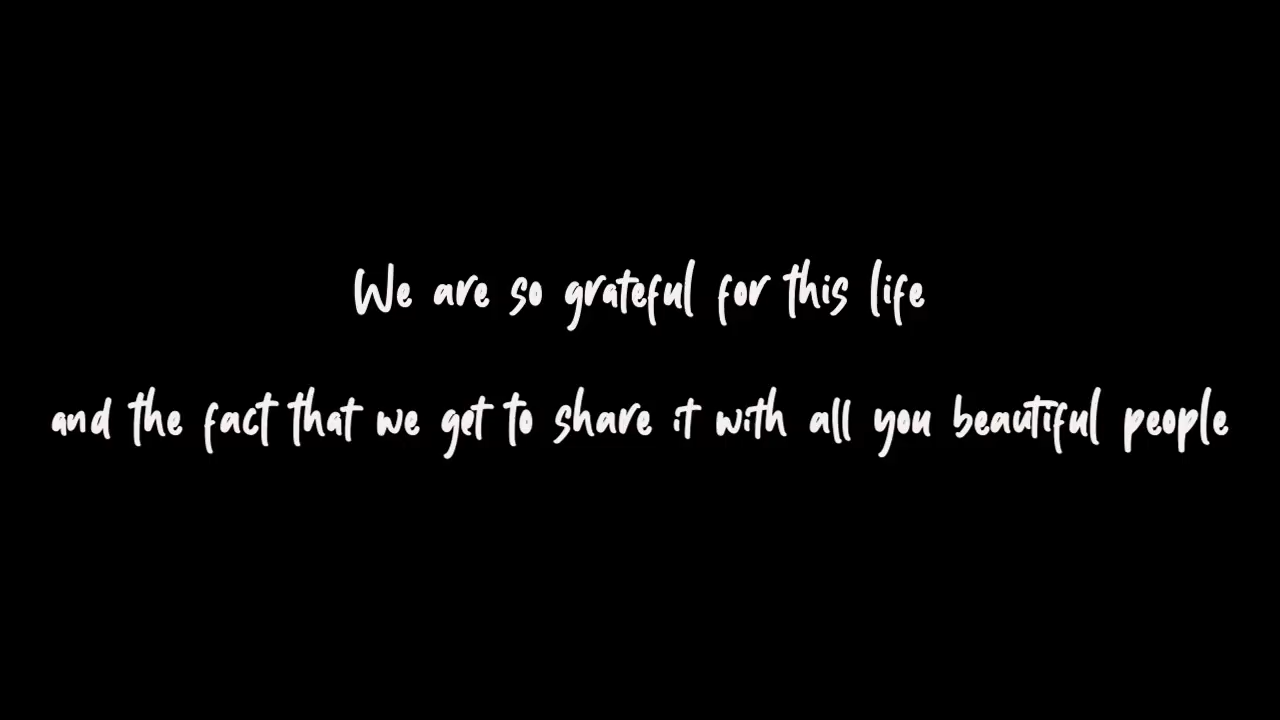 We are so grateful for this life
and the fact that we get to share it with all you beautiful people